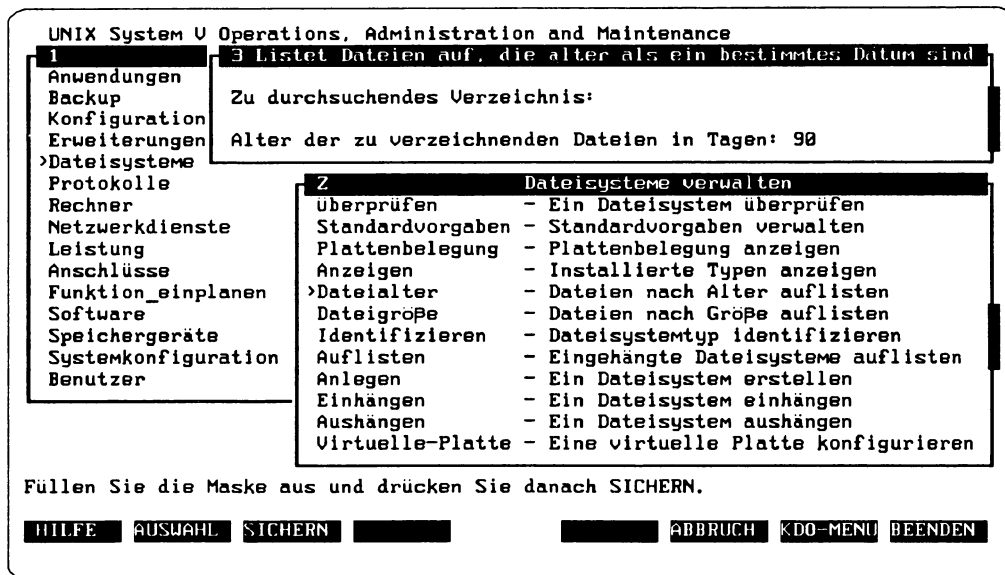 UNIX System V Operations, Administration and Maintenance
1
Anwendungen
Backup
Konfiguration
Erweiterungen
>Dateisysteme
Protokolle
Rechner
Netzwerkdienste
Leistung
Anschlüsse
Funktion_einplanen
Software
Speichergeräte
Systemkonfiguration
Benutzer
3 Listet Dateien auf, die alter als ein bestimmtes Datum sind
Zu durchsuchendes Verzeichnis:
Alter der zu verzeichnenden Dateien in Tagen: 90
2 Dateisysteme verwalten
überprüfen - Ein Dateisystem überprüfen
Standardvorgaben - Standardvorgaben verwalten
Plattenbelegung - Plattenbelegung anzeigen
Anzeigen - Installierte Typen anzeigen
>Dateialter - Dateien nach Alter auflisten
Dateigröße - Dateien nach Größe auflisten
Identifizieren - Dateisystemtyp identifizieren
Auflisten - Eingehängte Dateisysteme auflisten
Anlegen - Ein Dateisystem erstellen
Einhängen - Ein Dateisystem einhängen
Aushängen - Ein Dateisystem aushängen
Virtuelle-Platte - Eine virtuelle Platte konfigurieren
Füllen Sie die Maske aus und drücken Sie danach SICHERN.
HILFE AUSWAHL SICHERN ABBRUCH KDO-MENU BEENDEN